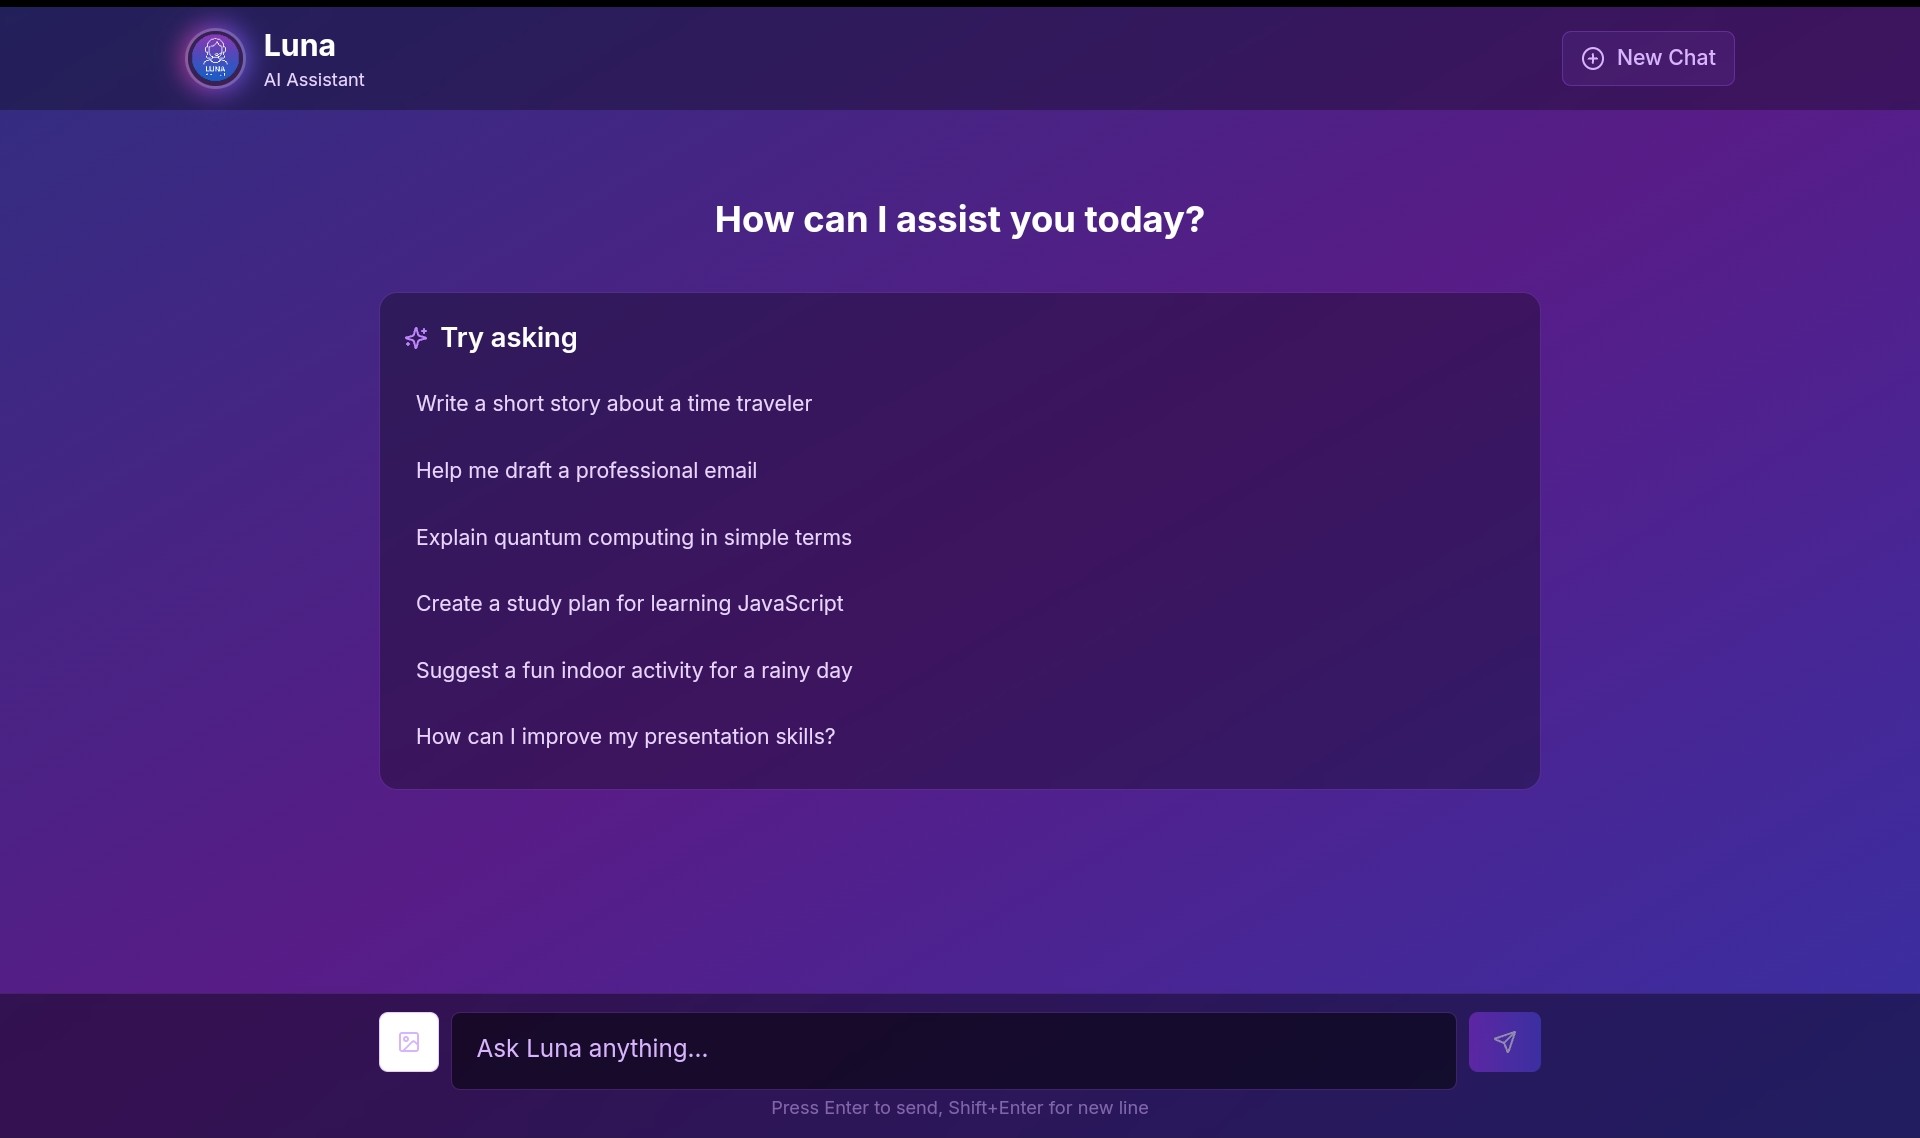 Luna
AI Assistant
LUNA
New Chat
How can I assist you today?
Try asking
Write a short story about a time traveler
Help me draft a professional email
Explain quantum computing in simple terms
Create a study plan for learning JavaScript
Suggest a fun indoor activity for a rainy day
How can I improve my presentation skills?
Ask Luna anything...
Press Enter to send, Shift+Enter for new line